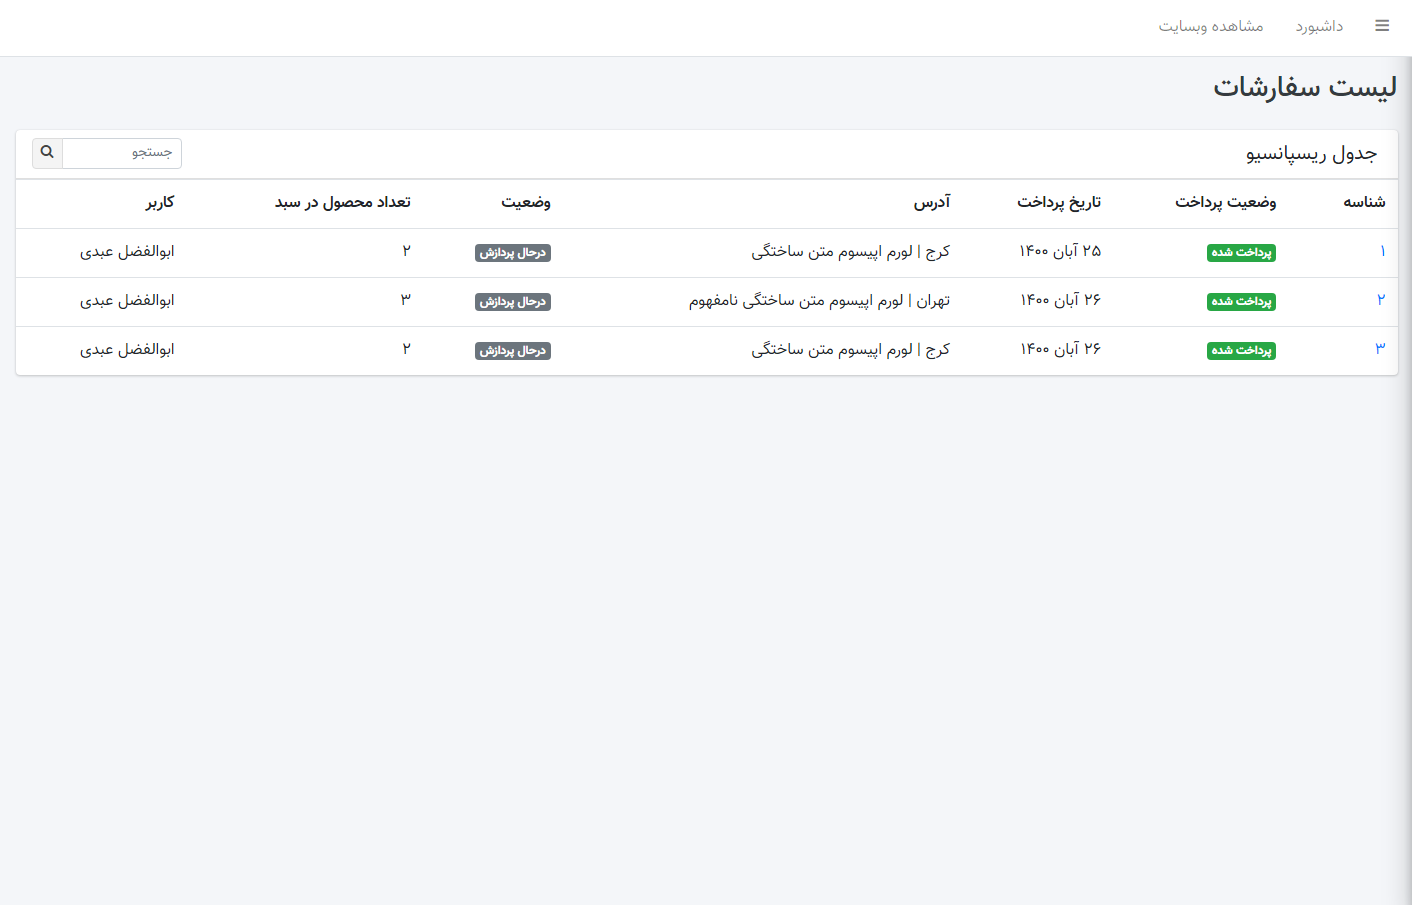 داشبورد مشاهده وبسایت
لیست سفارشات
جدول ریسپانسیو جستجو
شناسه وضعیت پرداخت تاریخ پرداخت آدرس وضعیت تعداد محصول در سبد کاربر
۱ پرداخت شده ۲۵ آبان ۱۴۰۰ کرج | لورم اپیسوم متن ساختگی درحال پردازش ۲ ابوالفضل عبدی
۲ پرداخت شده ۲۶ آبان ۱۴۰۰ تهران | لورم اپیسوم متن ساختگی نامفهوم درحال پردازش ۳ ابوالفضل عبدی
۳ پرداخت شده ۲۶ آبان ۱۴۰۰ کرج | لورم اپیسوم متن ساختگی درحال پردازش ۲ ابوالفضل عبدی